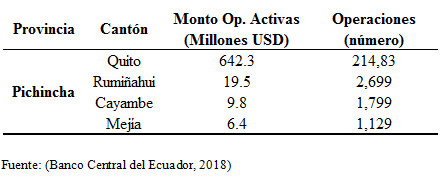 Provincia Cantón Monto Op. Activas (Millones USD) Operaciones (número)
Pichincha Quito 642.3 214,83
Rumiñahui 19.5 2,699
Cayambe 9.8 1,799
Mejía 6.4 1,129
Fuente: (Banco Central del Ecuador, 2018)